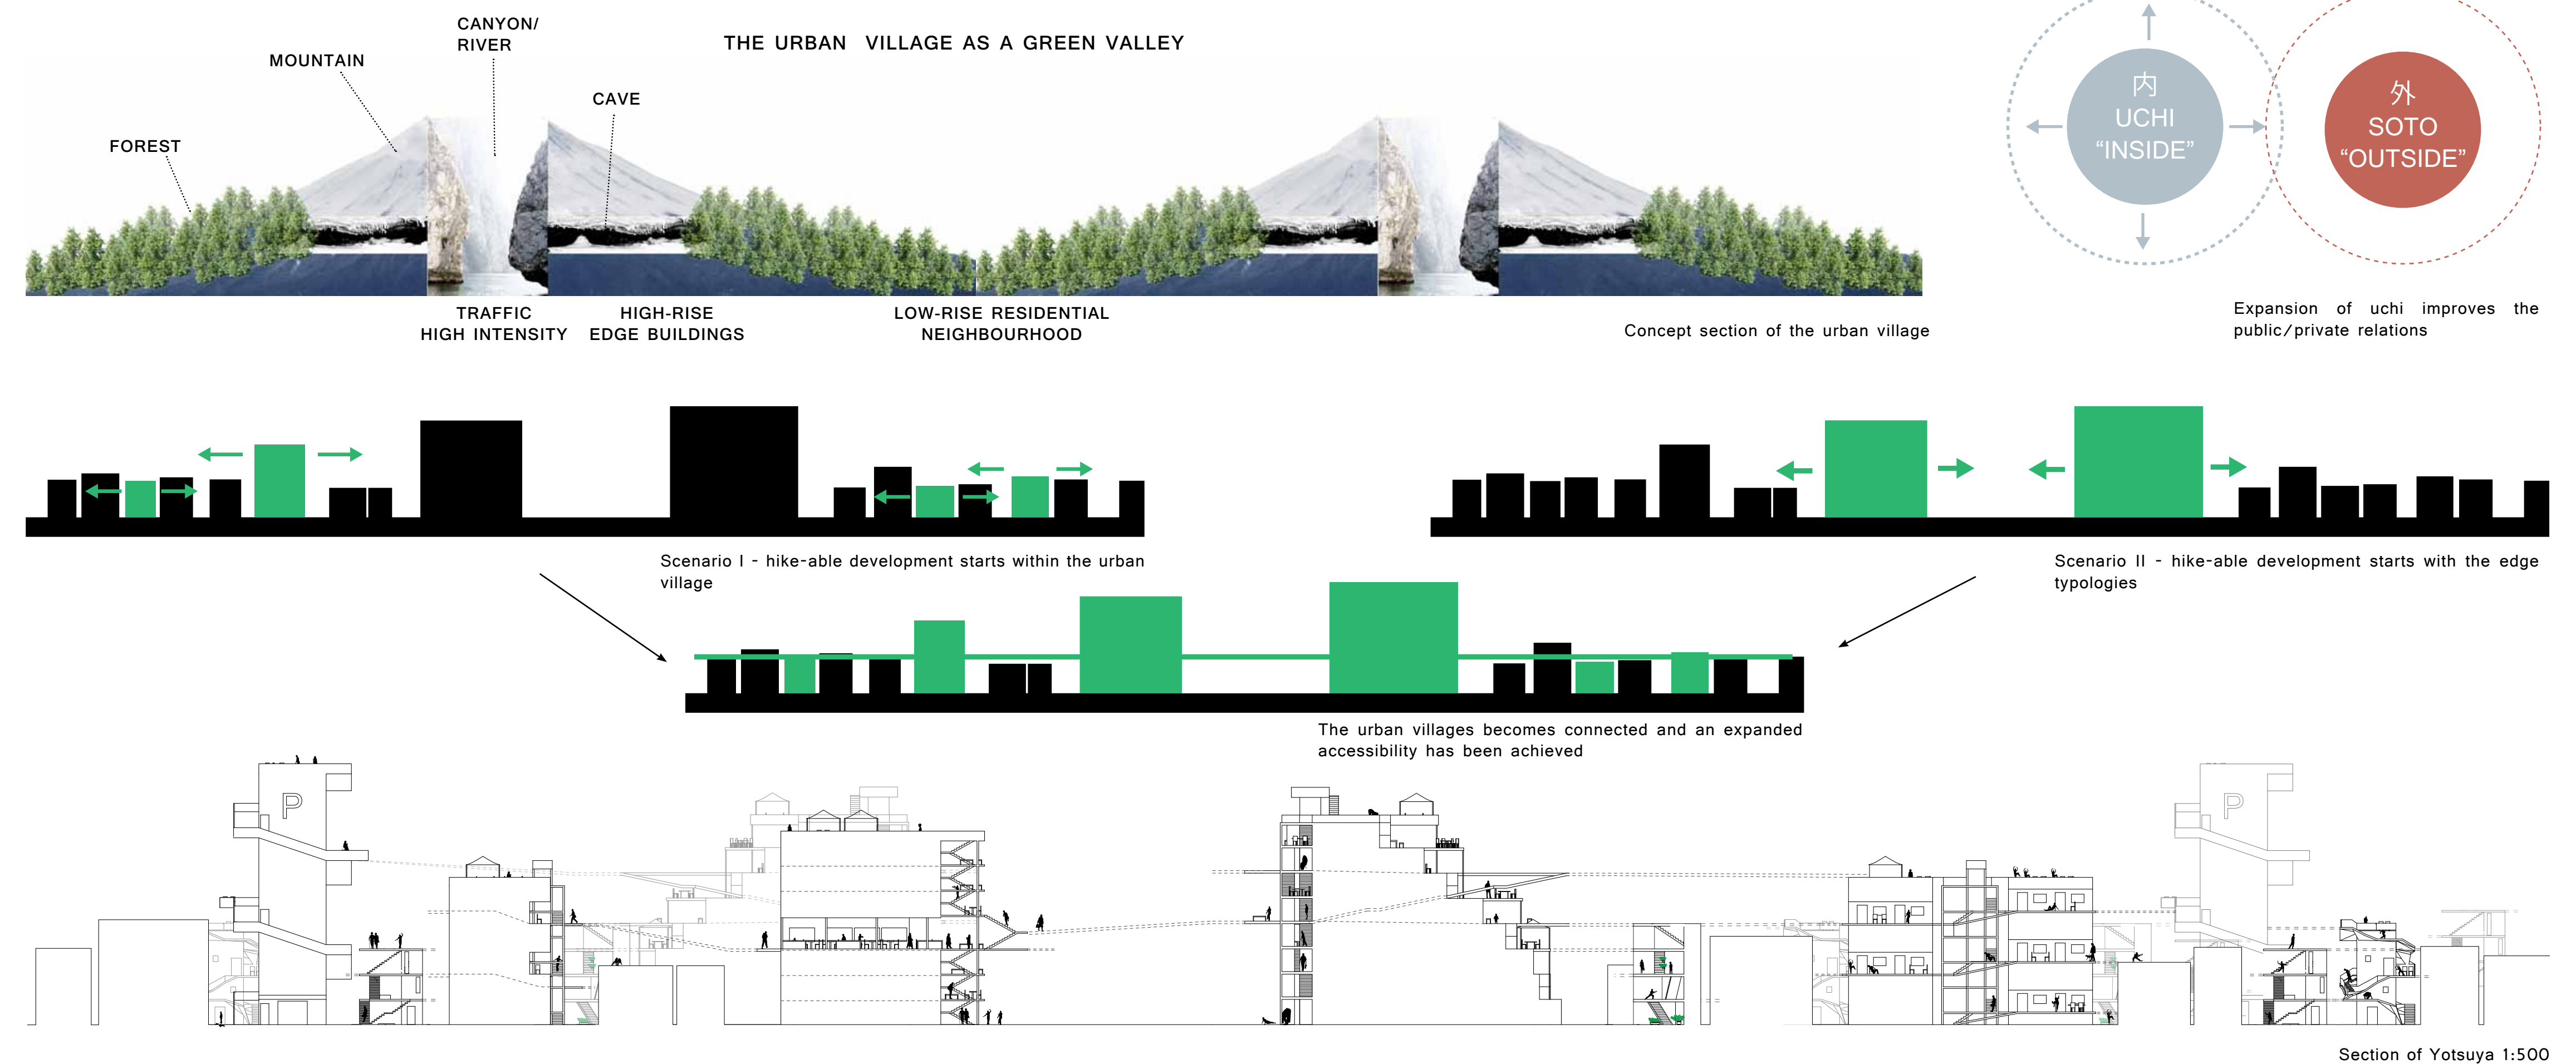 CANYON/
RIVER
THE URBAN VILLAGE AS A GREEN VALLEY
MOUNTAIN
CAVE
FOREST
TRAFFIC
HIGH INTENSITY
HIGH-RISE
EDGE BUILDINGS
LOW-RISE RESIDENTIAL
NEIGHBOURHOOD
Concept section of the urban village
内
UCHI
“INSIDE”
外
SOTO
“OUTSIDE”
Expansion of uchi improves the
public/private relations
Scenario I - hike-able development starts within the urban
village
Scenario II - hike-able development starts with the edge
typologies
The urban villages becomes connected and an expanded
accessibility has been achieved
P
P
Section of Yotsuya 1:500